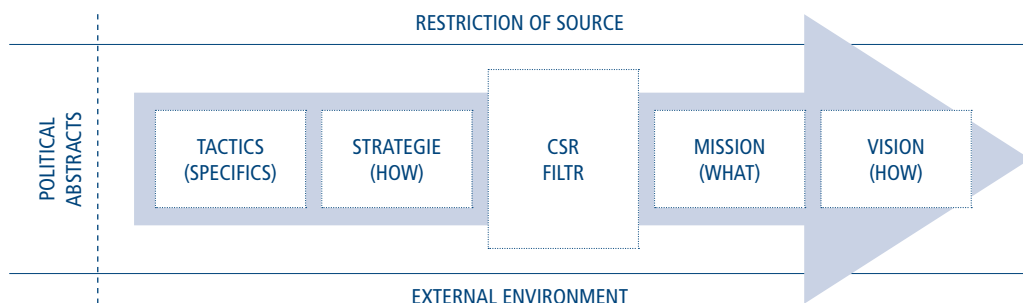 RESTRICTION OF SOURCE
POLITICAL
ABSTRACTS
TACTICS
(SPECIFICS)
STRATEGIE
(HOW)
CSR
FILTR
MISSION
(WHAT)
VISION
(HOW)
EXTERNAL ENVIRONMENT